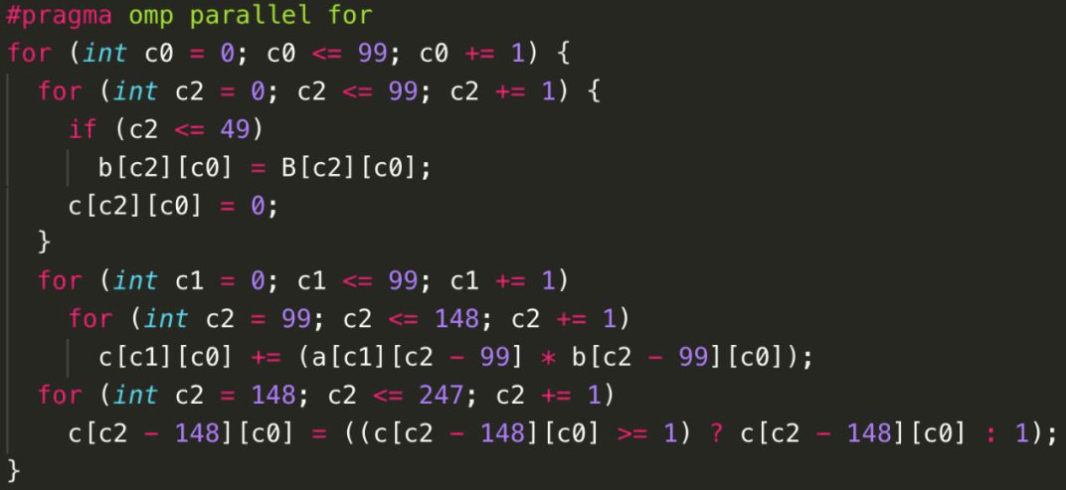 #pragma omp parallel for
for (int c0 = 0; c0 <= 99; c0 += 1) {
  for (int c2 = 0; c2 <= 99; c2 += 1) {
    if (c2 <= 49)
      b[c2][c0] = B[c2][c0];
    c[c2][c0] = 0;
  }
  for (int c1 = 0; c1 <= 99; c1 += 1)
    for (int c2 = 99; c2 <= 148; c2 += 1)
      c[c1][c0] += (a[c1][c2 - 99] * b[c2 - 99][c0]);
  for (int c2 = 148; c2 <= 247; c2 += 1)
    c[c2 - 148][c0] = ((c[c2 - 148][c0] >= 1) ? c[c2 - 148][c0] : 1);
}